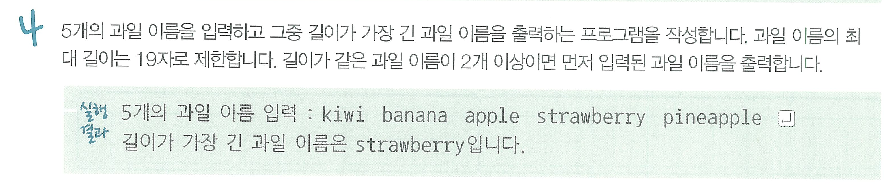 4 5개의 과일 이름을 입력하고 그중 길이가 가장 긴 과일 이름을 출력하는 프로그램을 작성합니다. 과일 이름의 최
대 길이는 19자로 제한합니다. 길이가 같은 과일 이름이 2개 이상이면 먼저 입력된 과일 이름을 출력합니다.
실행 5개의 과일 이름 입력 : kiwi banana apple strawberry pineapple
결과 길이가 가장 긴 과일 이름은 strawberry입니다.